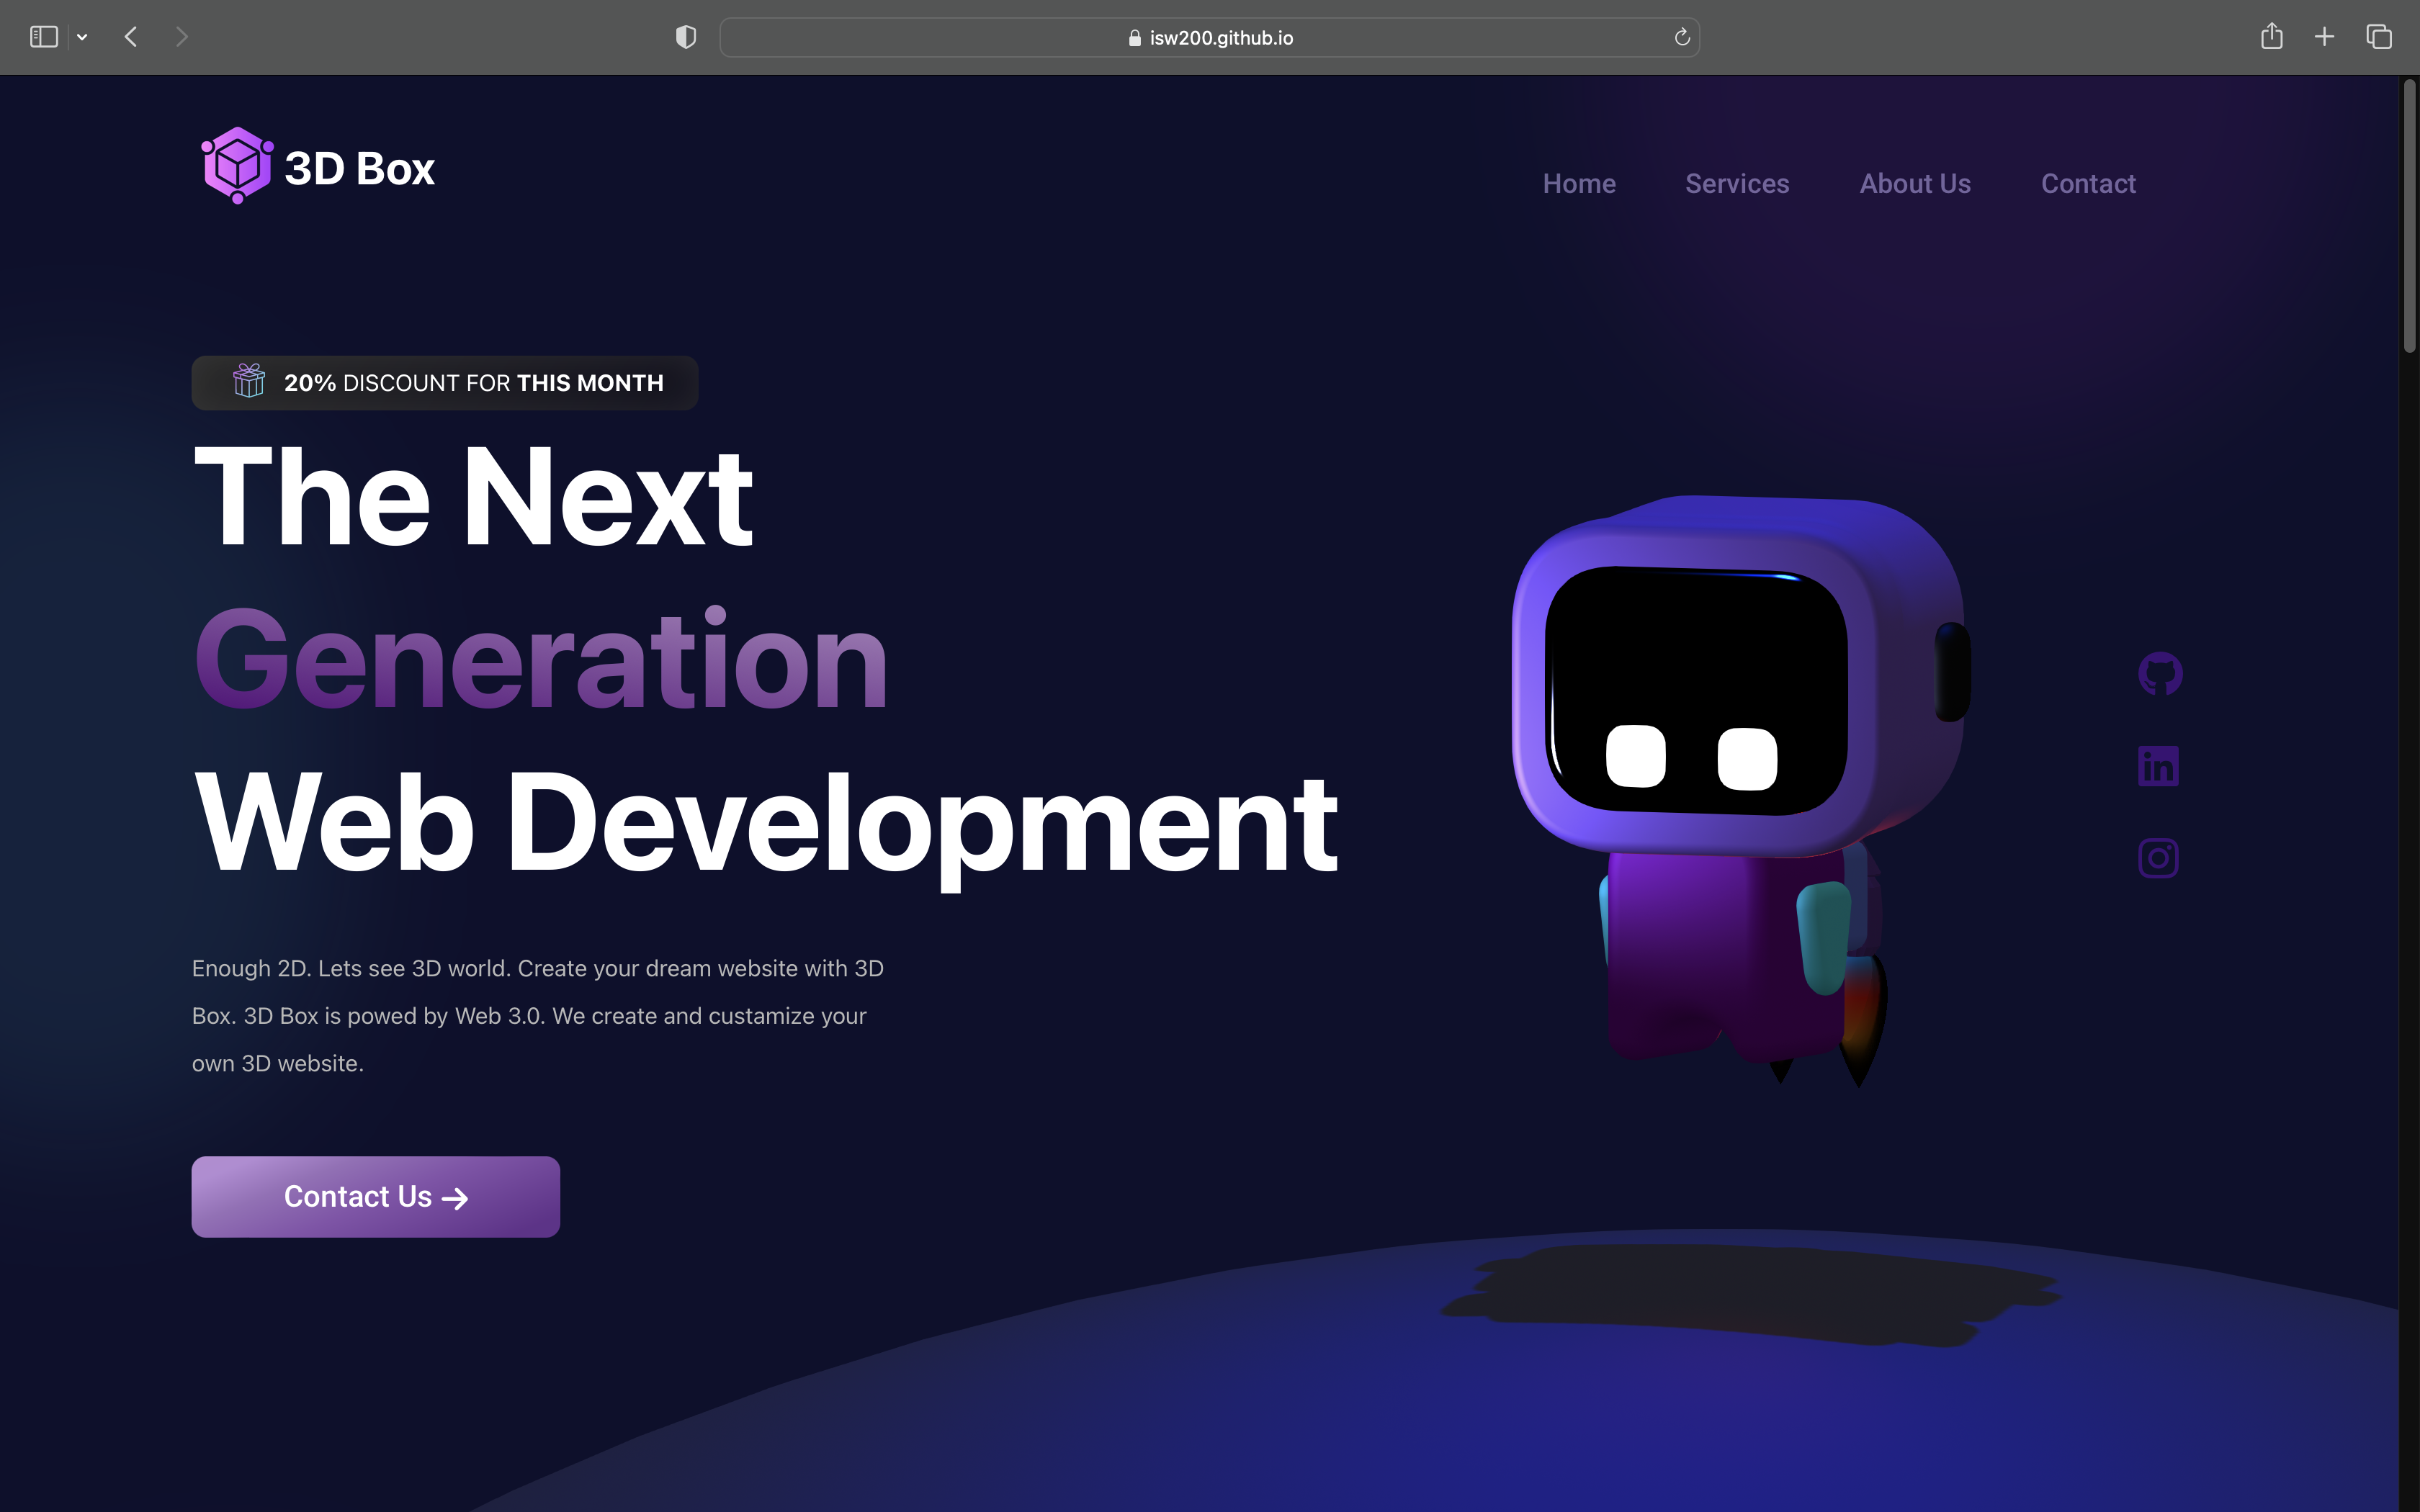 isw200.github.io
3D Box
Home
Services
About Us
Contact
20% DISCOUNT FOR THIS MONTH
The Next
Generation
Web Development
Enough 2D. Lets see 3D world. Create your dream website with 3D
Box. 3D Box is powed by Web 3.0. We create and custamize your
own 3D website.
Contact Us